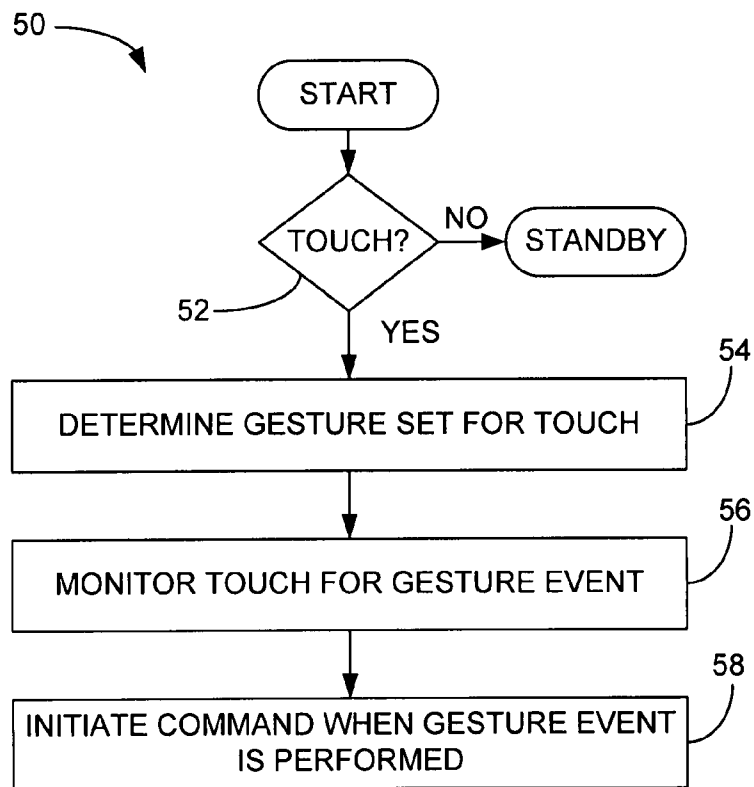 50
START
TOUCH?
NO
STANDBY
52
YES
54
DETERMINE GESTURE SET FOR TOUCH
56
MONITOR TOUCH FOR GESTURE EVENT
58
INITIATE COMMAND WHEN GESTURE EVENT
IS PERFORMED